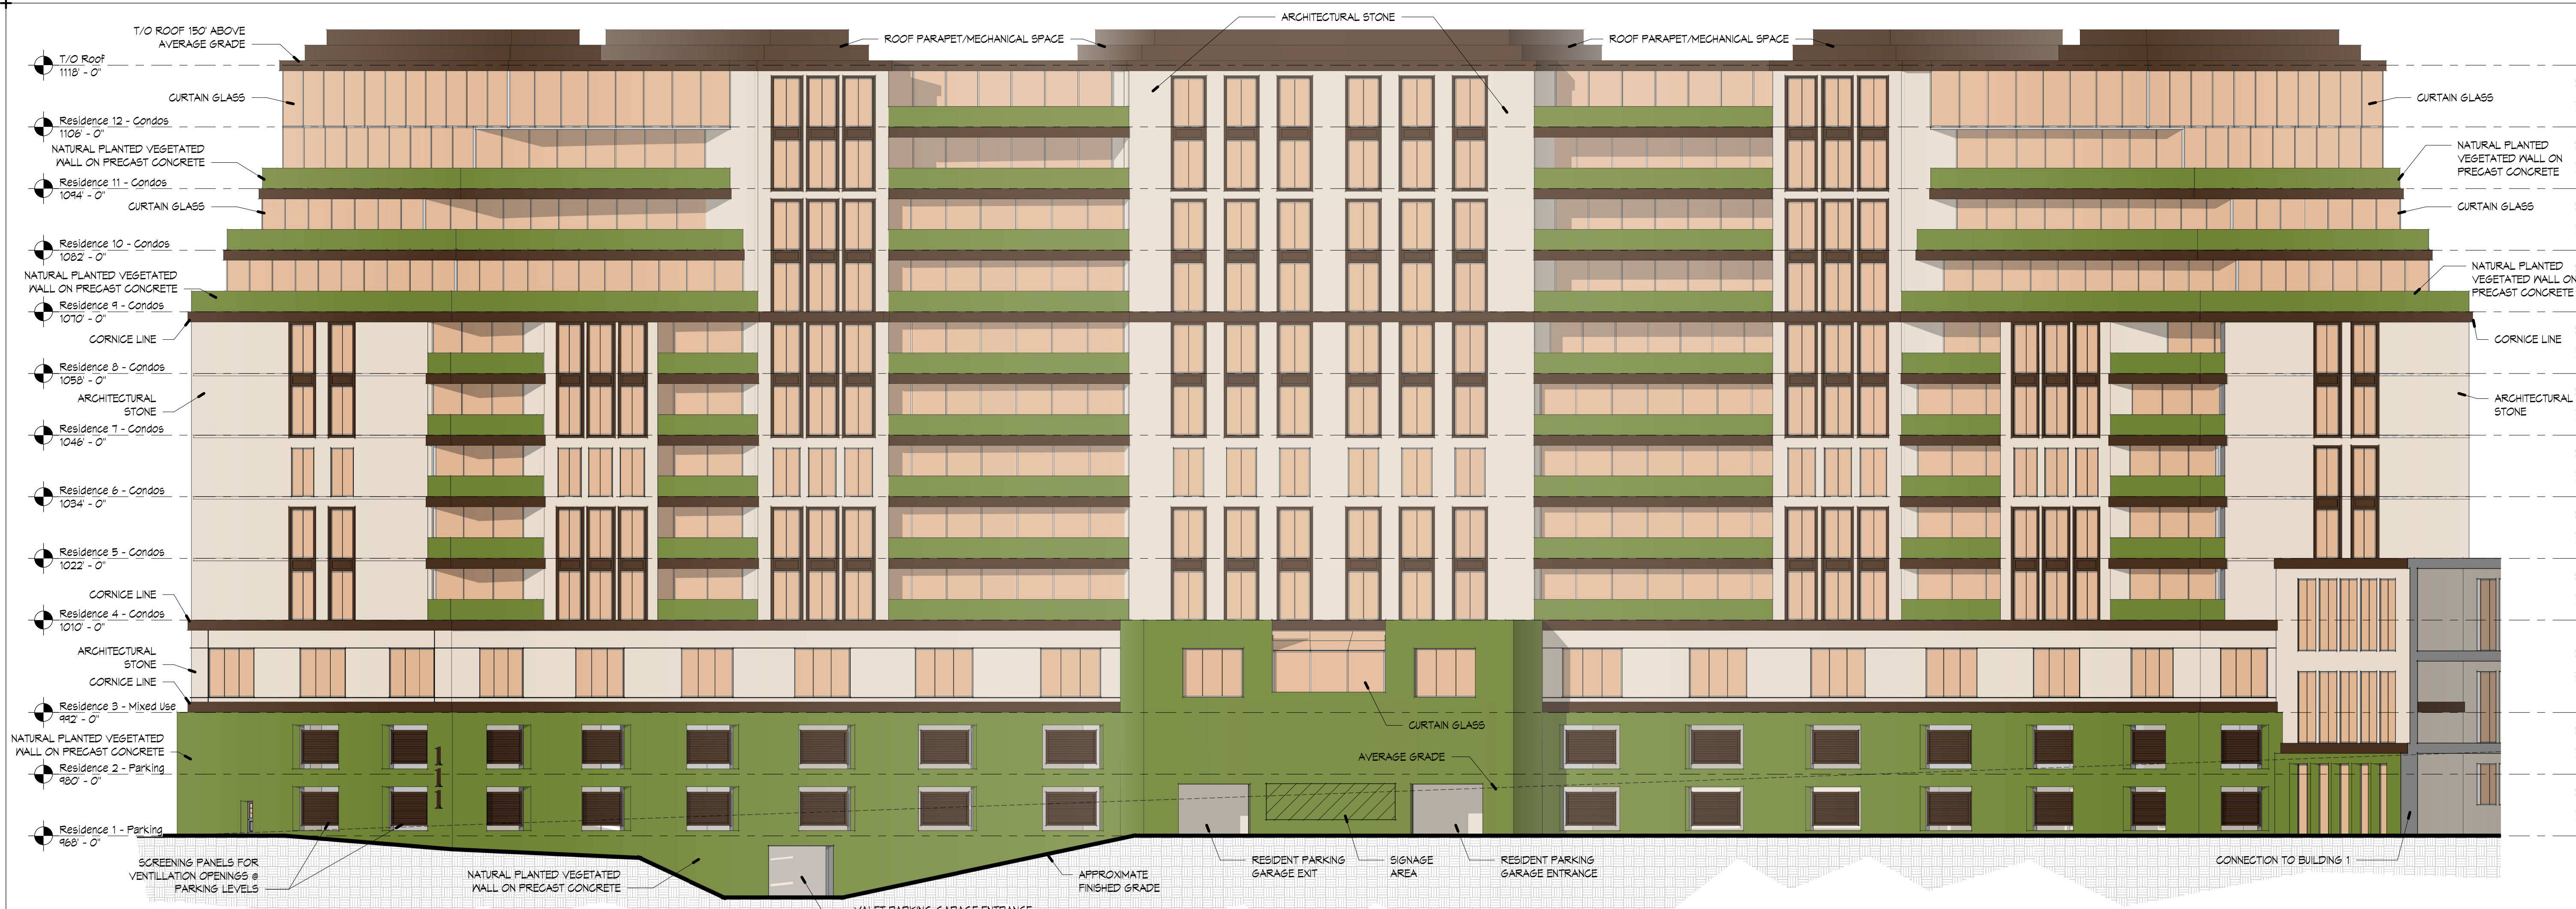 ARCHITECTURAL STONE
T/O ROOF 150' ABOVE
AVERAGE GRADE
ROOF PARAPET/MECHANICAL SPACE
ROOF PARAPET/MECHANICAL SPACE
T/O Roof
1118' - 0"
CURTAIN GLASS
CURTAIN GLASS
Residence 12 - Condos
1106' - 0"
NATURAL PLANTED VEGETATED
WALL ON PRECAST CONCRETE
NATURAL PLANTED
VEGETATED WALL ON
PRECAST CONCRETE
Residence 11 - Condos
1094' - 0"
CURTAIN GLASS
CURTAIN GLASS
Residence 10 - Condos
1082' - 0"
NATURAL PLANTED VEGETATED
WALL ON PRECAST CONCRETE
NATURAL PLANTED
VEGETATED WALL ON
PRECAST CONCRETE
Residence 9 - Condos
1070' - 0"
CORNICE LINE
CORNICE LINE
Residence 8 - Condos
1058' - 0"
ARCHITECTURAL
STONE
ARCHITECTURAL
STONE
Residence 7 - Condos
1046' - 0"
Residence 6 - Condos
1034' - 0"
Residence 5 - Condos
1022' - 0"
CORNICE LINE
Residence 4 - Condos
1010' - 0"
ARCHITECTURAL
STONE
CORNICE LINE
Residence 3 - Mixed Use
992' - 0"
CURTAIN GLASS
NATURAL PLANTED VEGETATED
WALL ON PRECAST CONCRETE
111
AVERAGE GRADE
Residence 2 - Parking
980' - 0"
Residence 1 - Parking
968' - 0"
SCREENING PANELS FOR
VENTILLATION OPENINGS @
PARKING LEVELS
NATURAL PLANTED VEGETATED
WALL ON PRECAST CONCRETE
APPROXIMATE
FINISHED GRADE
RESIDENT PARKING
GARAGE EXIT
SIGNAGE
AREA
RESIDENT PARKING
GARAGE ENTRANCE
CONNECTION TO BUILDING 1
VALET PARKING GARAGE ENTRANCE